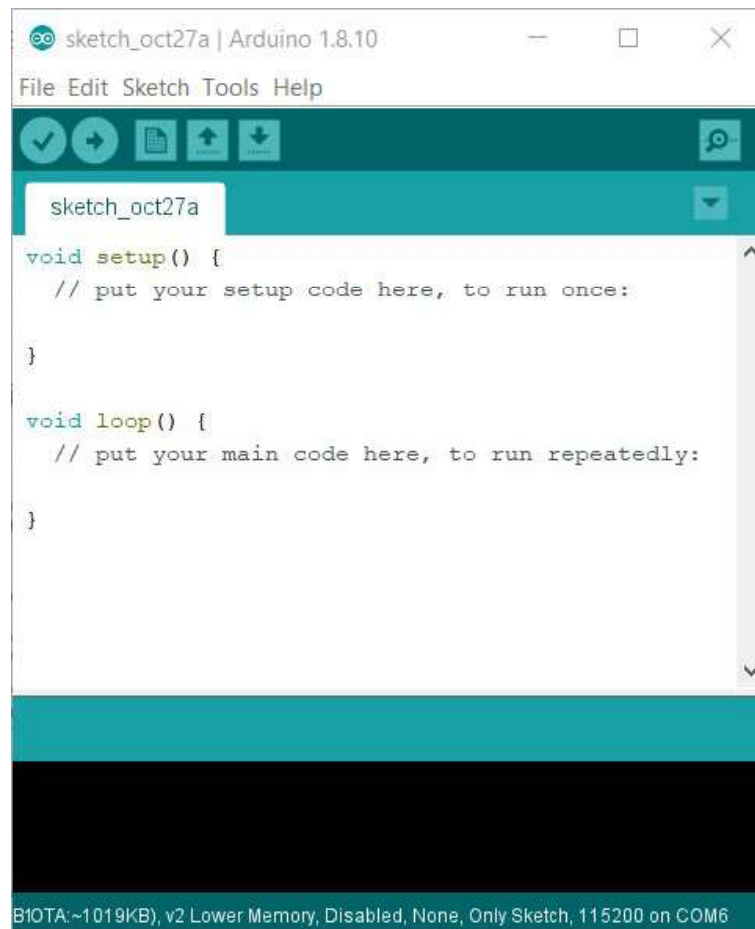 sketch_oct27a | Arduino 1.8.10
File Edit Sketch Tools Help
sketch_oct27a
void setup() {
  // put your setup code here, to run once:
}
void loop() {
  // put your main code here, to run repeatedly:
}
B1OTA:~1019KB), v2 Lower Memory, Disabled, None, Only Sketch, 115200 on COM6